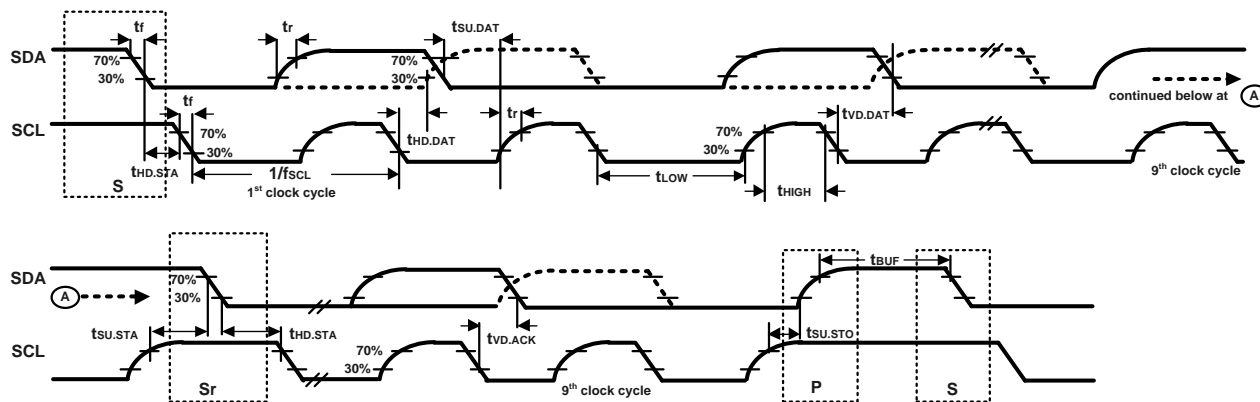 tf
tr
tSU.DAT
SDA
70%
30%
70%
30%
continued below at A
tf
tr
tHD.DAT
tVD.DAT
SCL
70%
30%
70%
30%
tHD.STA
1/fSCL
1st clock cycle
tLOW
tHIGH
9th clock cycle
S
SDA
70%
30%
A
tBUF
tSU.STA
tHD.STA
tVD.ACK
tSU.STO
SCL
70%
30%
9th clock cycle
Sr
P
S